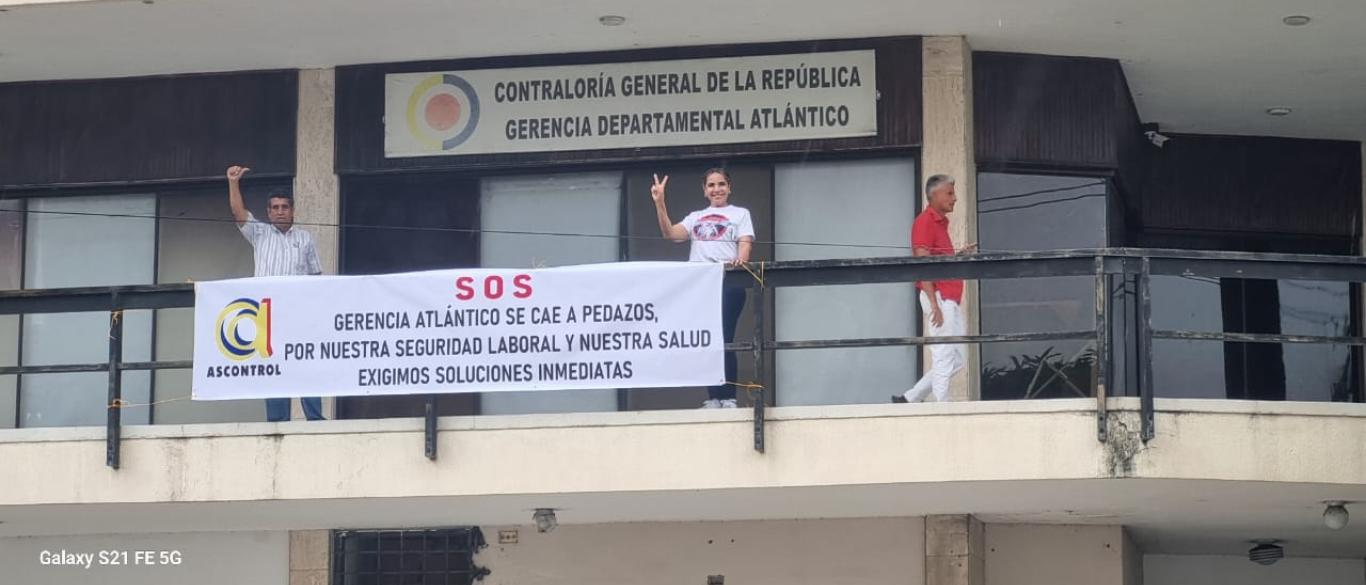 CONTRALORÍA GENERAL DE LA REPÚBLICA
GERENCIA DEPARTAMENTAL ATLÁNTICO
SOS
GERENCIA ATLÁNTICO SE CAE A PEDAZOS,
POR NUESTRA SEGURIDAD LABORAL Y NUESTRA SALUD
EXIGIMOS SOLUCIONES INMEDIATAS
ASCONTROL
Galaxy S21 FE 5G